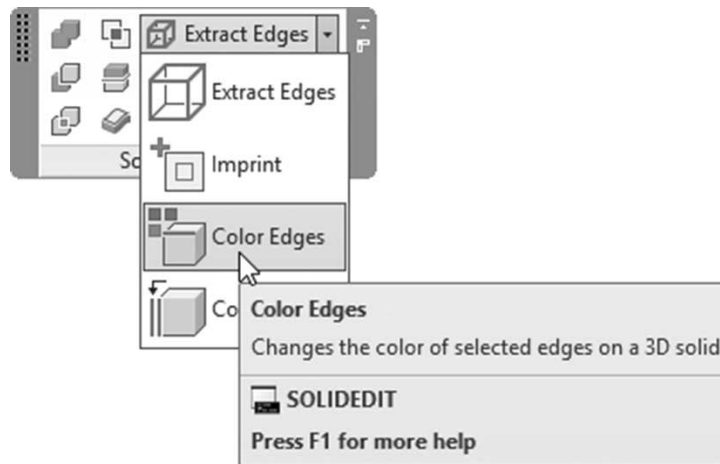 Extract Edges
Extract Edges
Imprint
Color Edges
Color Edges
Changes the color of selected edges on a 3D solid
SOLIDEDIT
Press F1 for more help